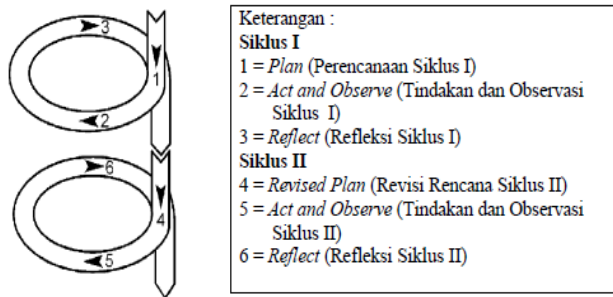 3
1
2
6
4
5
Keterangan :
Siklus I
1 = Plan (Perencanaan Siklus I)
2 = Act and Observe (Tindakan dan Observasi
Siklus I)
3 = Reflect (Refleksi Siklus I)
Siklus II
4 = Revised Plan (Revisi Rencana Siklus II)
5 = Act and Observe (Tindakan dan Observasi
Siklus II)
6 = Reflect (Refleksi Siklus II)